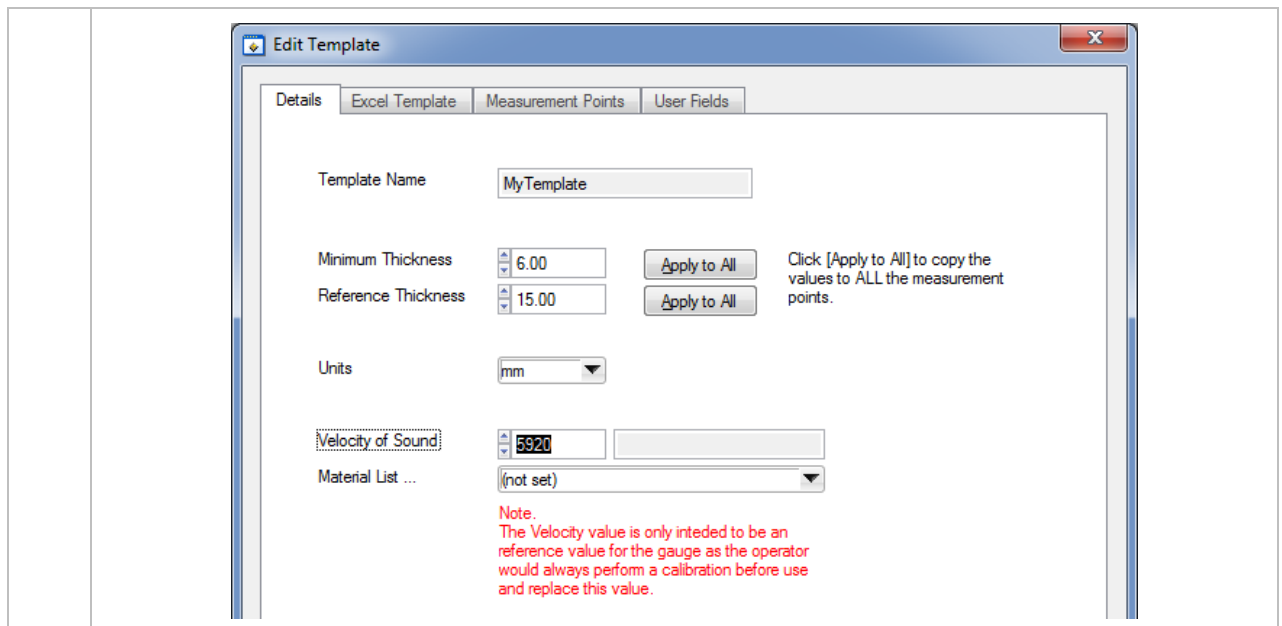 Edit Template
Details Excel Template Measurement Points User Fields
Template Name MyTemplate
Minimum Thickness 6.00 Apply to All Click [Apply to All] to copy the
values to ALL the measurement
Reference Thickness 15.00 Apply to All points.
Units mm
Velocity of Sound 5920
Material List ... (not set)
Note.
The Velocity value is only inteded to be an
reference value for the gauge as the operator
would always perform a calibration before use
and replace this value.